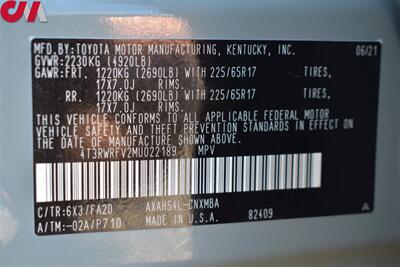 MFD.BY:TOYOTA MOTOR MANUFACTURING, KENTUCKY, INC. 06/21
GVWR:2230KG (4920LB)
GAWR:FRT. 1220KG (2690LB) WITH 225/65R17 TIRES,
17X7.0J RIMS.
RR. 1220KG (2690LB) WITH 225/65R17 TIRES,
17X7.0J RIMS.
THIS VEHICLE CONFORMS TO ALL APPLICABLE FEDERAL MOTOR
VEHICLE SAFETY AND THEFT PREVENTION STANDARDS IN EFFECT ON
THE DATE OF MANUFACTURE SHOWN ABOVE.
4T3RWRFV2MU022189 MPV
C/TR:6X3/FA20 AXAH54L-CNXMBA
A/TM:-02A/P710 MADE IN U.S.A. 82409 A